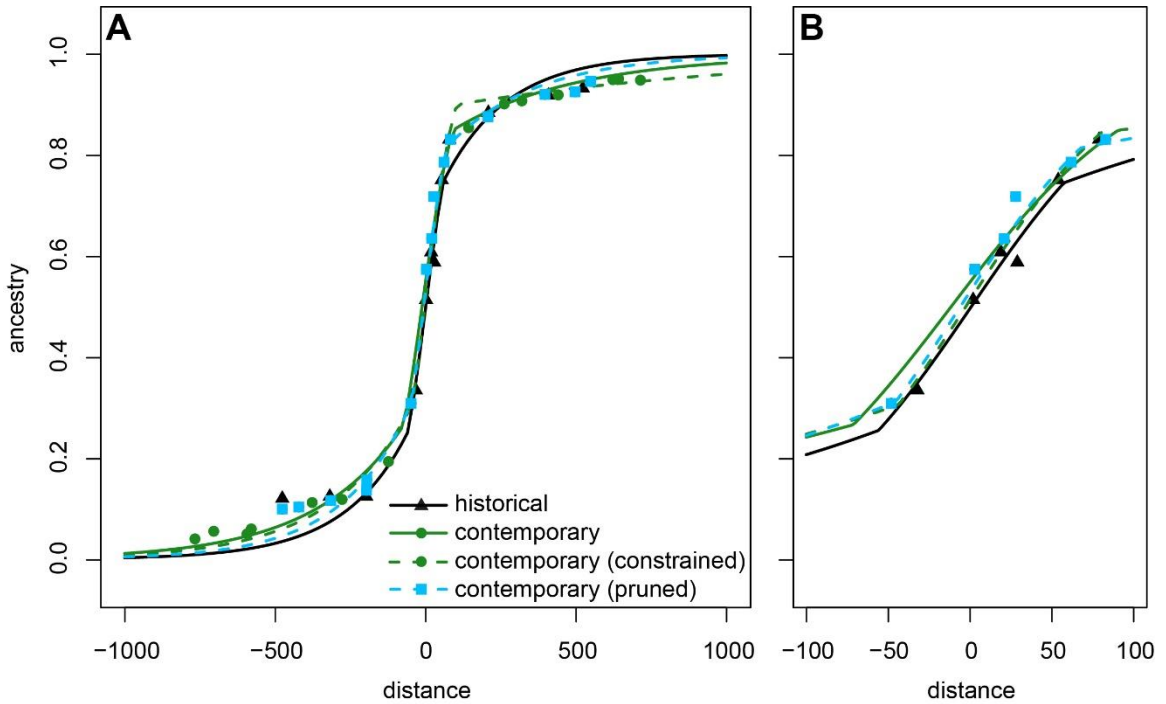 A
B
ancestry
0.0
0.2
0.4
0.6
0.8
1.0
historical
contemporary
contemporary (constrained)
contemporary (pruned)
−1000
−500
0
500
1000
distance
−100
−50
0
50
100
distance